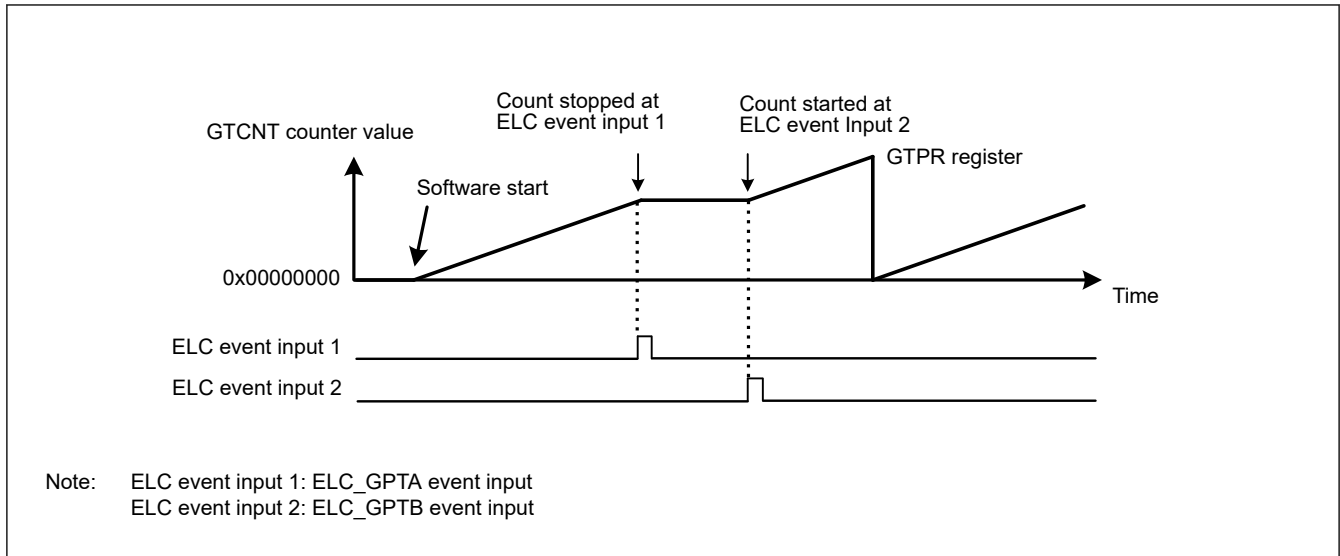 Count stopped at
ELC event input 1
Count started at
ELC event Input 2
GTCNT counter value
GTPR register
Software start
0x00000000
Time
ELC event input 1
ELC event input 2
Note: ELC event input 1: ELC_GPTA event input
ELC event input 2: ELC_GPTB event input